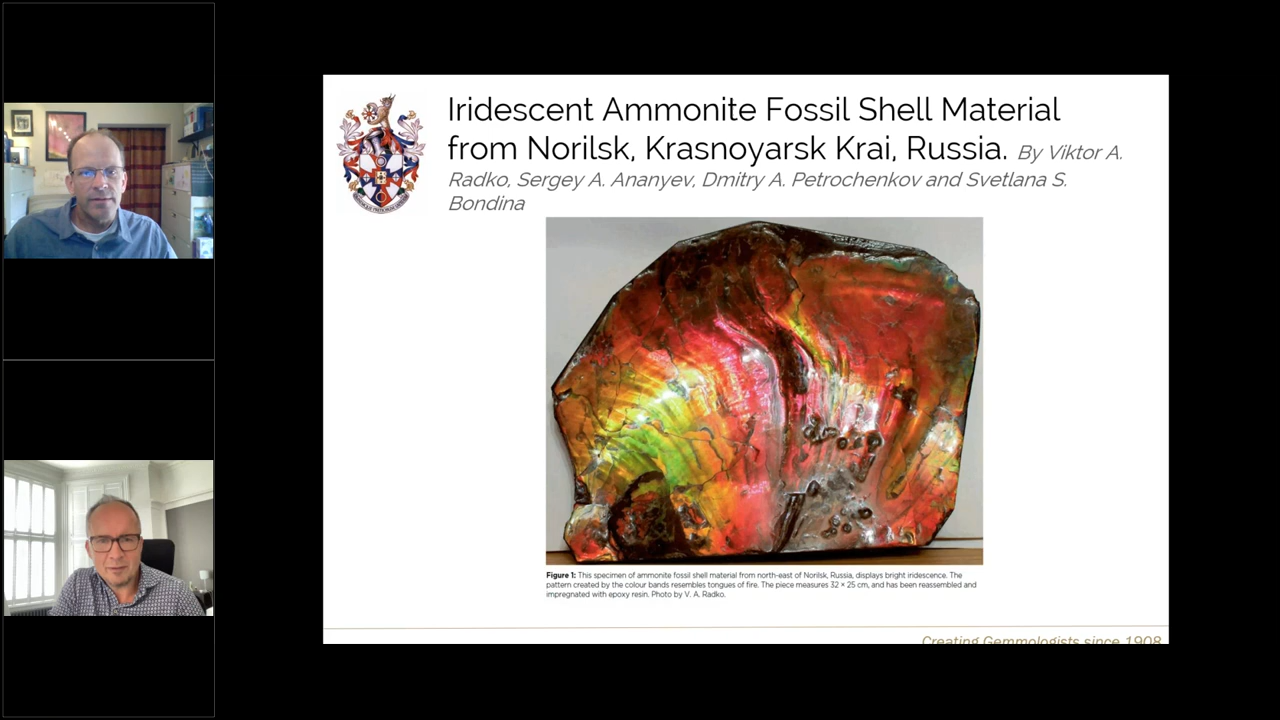 Iridescent Ammonite Fossil Shell Material
from Norilsk, Krasnoyarsk Krai, Russia. By Viktor A.
Radko, Sergey A. Ananyev, Dmitry A. Petrochenkov and Svetlana S.
Bondina
Figure 1: This specimen of ammonite fossil shell material from north-east of Norilsk, Russia, displays bright iridescence. The
pattern created by the colour bands resembles tongues of fire. The piece measures 32 × 25 cm, and has been reassembled and
impregnated with epoxy resin. Photo by V. A. Radko.
Creating Gemmologists since 1908